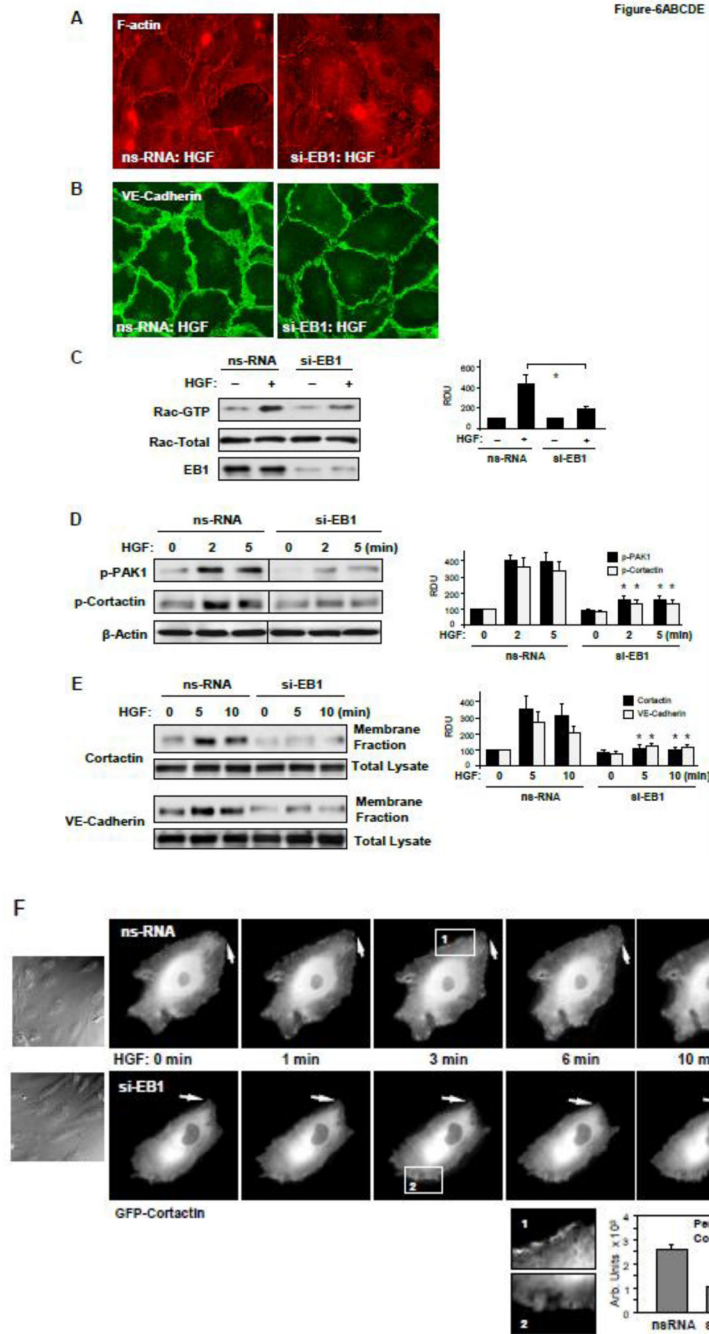 Figure-6ABCDE
A
F-actin
ns-RNA: HGF
si-EB1: HGF
B
VE-Cadherin
ns-RNA: HGF
si-EB1: HGF
C
ns-RNA si-EB1
HGF: – + – +
Rac-GTP
Rac-Total
EB1
RDU
600
400
200
0
*
HGF: – + – +
ns-RNA si-EB1
D
ns-RNA si-EB1
HGF: 0 2 5 0 2 5 (min)
p-PAK1
p-Cortactin
β-Actin
RDU
400
300
200
100
0
p-PAK1
p-Cortactin
* * * *
HGF: 0 2 5 0 2 5 (min)
ns-RNA si-EB1
E
ns-RNA si-EB1
HGF: 0 5 10 0 5 10 (min)
Cortactin
Membrane
Fraction
Total Lysate
VE-Cadherin
Membrane
Fraction
Total Lysate
RDU
400
300
200
100
0
Cortactin
VE-Cadherin
* * * *
HGF: 0 5 10 0 5 10 (min)
ns-RNA si-EB1
F
ns-RNA
1
HGF: 0 min 1 min 3 min 6 min 10 m
si-EB1
2
GFP-Cortactin
1
2
Arb. Units x 10³
4
3
2
1
0
Per
Co
nsRNA s